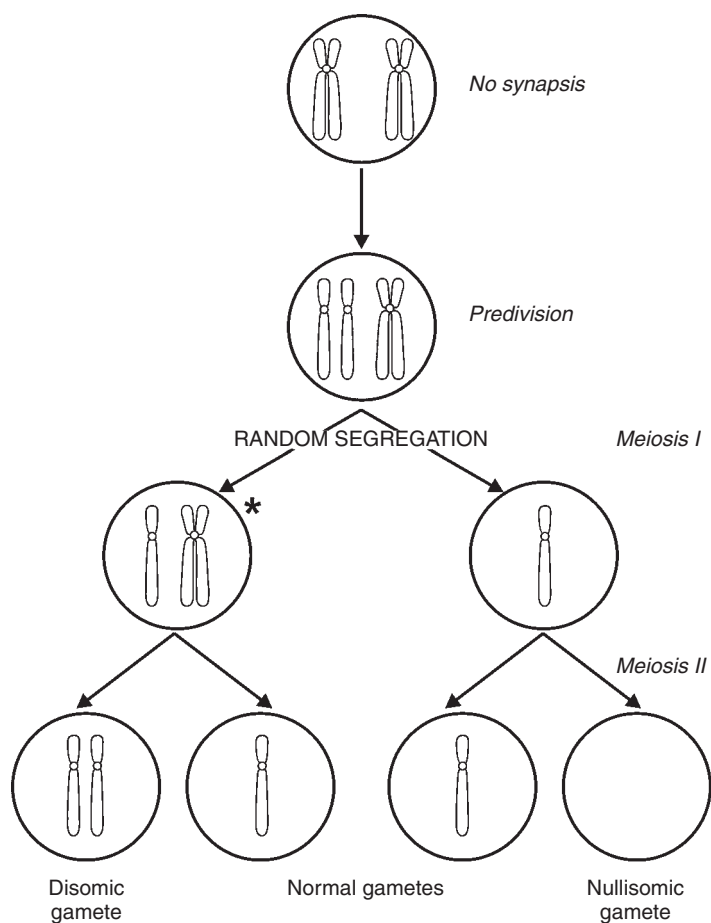 No synapsis
Predivision
RANDOM SEGREGATION
Meiosis I
*
Meiosis II
Disomic
gamete
Normal gametes
Nullisomic
gamete